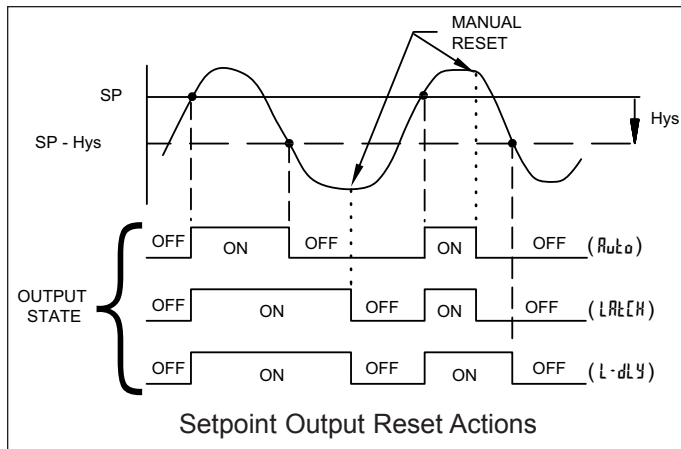 MANUAL
RESET
SP
SP - Hys
Hys
OUTPUT
STATE
OFF ON OFF ON OFF (Auto)
OFF ON OFF ON OFF (LAtCH)
OFF ON OFF ON OFF (L-dLY)
Setpoint Output Reset Actions